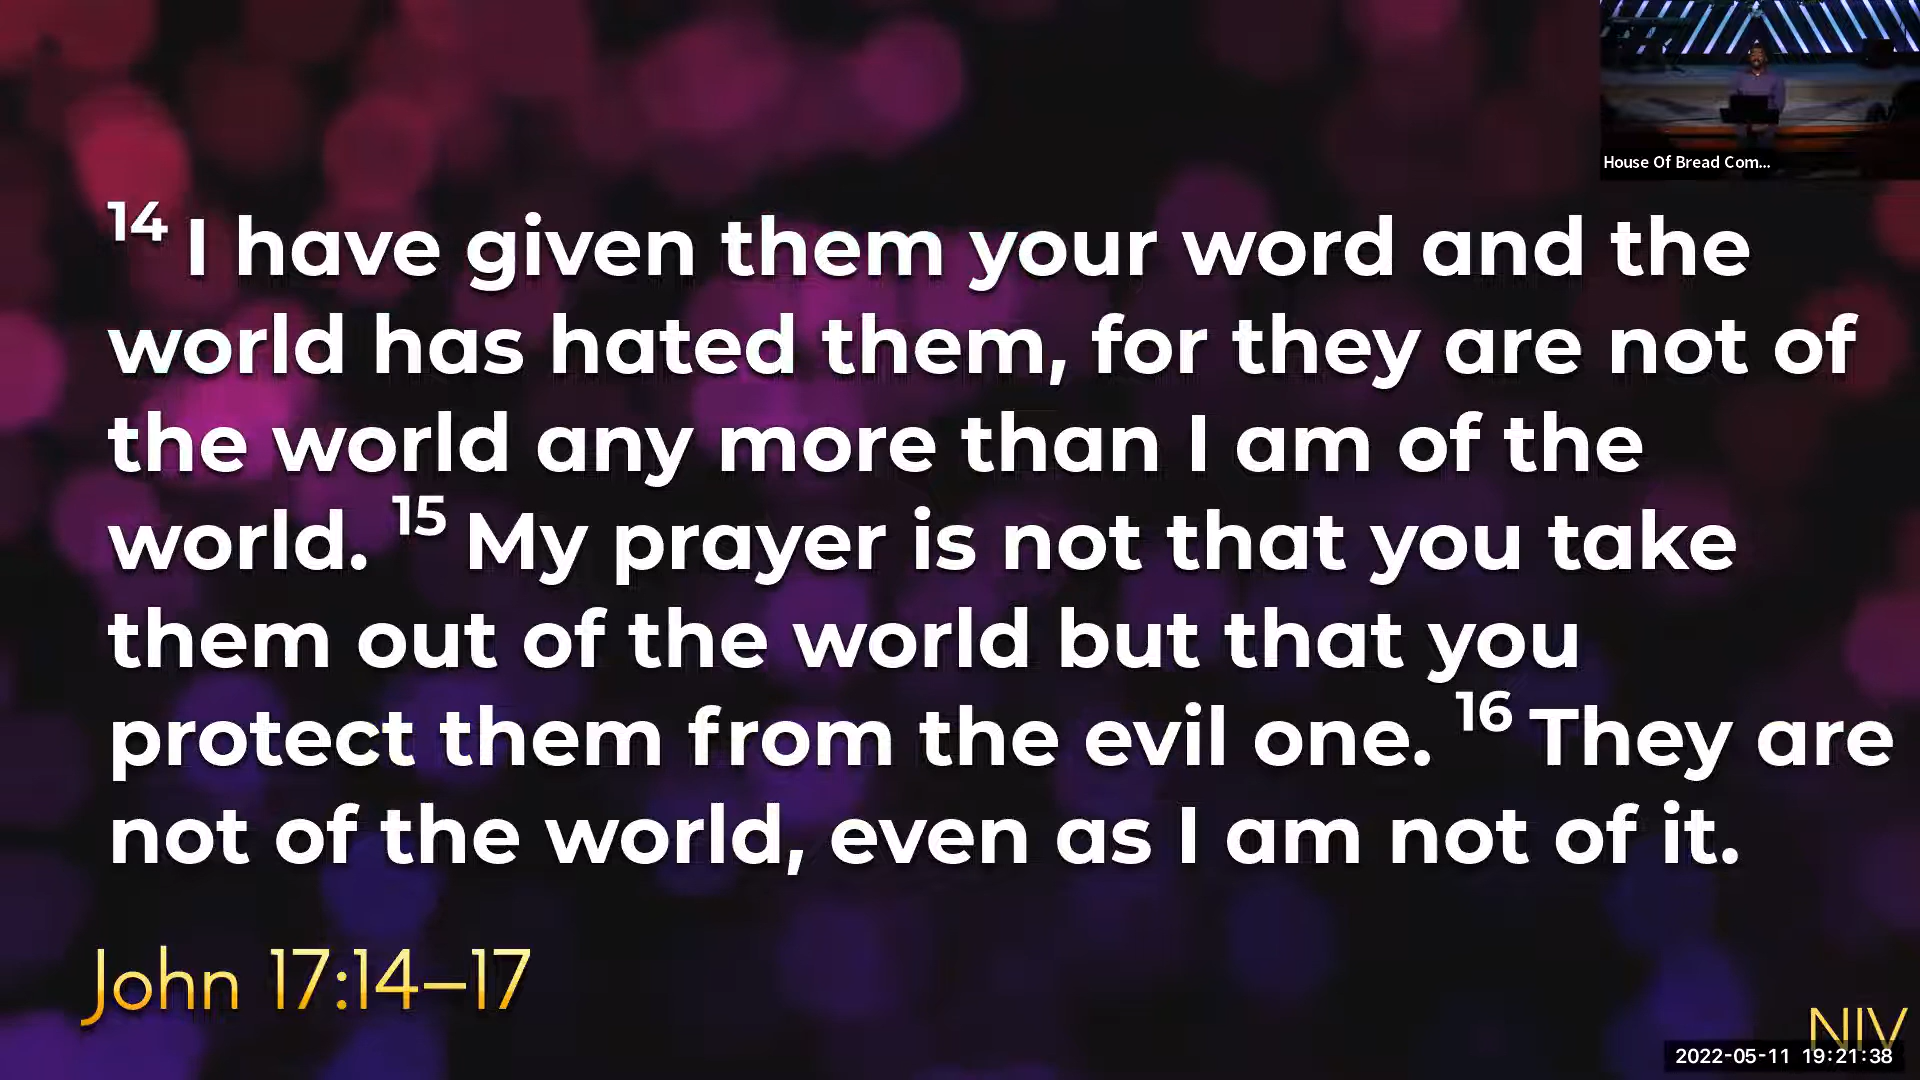 House Of Bread Com...
14 I have given them your word and the
world has hated them, for they are not of
the world any more than I am of the
world. 15 My prayer is not that you take
them out of the world but that you
protect them from the evil one. 16 They are
not of the world, even as I am not of it.
John 17:14–17
NIV
2022-05-11 19:21:38